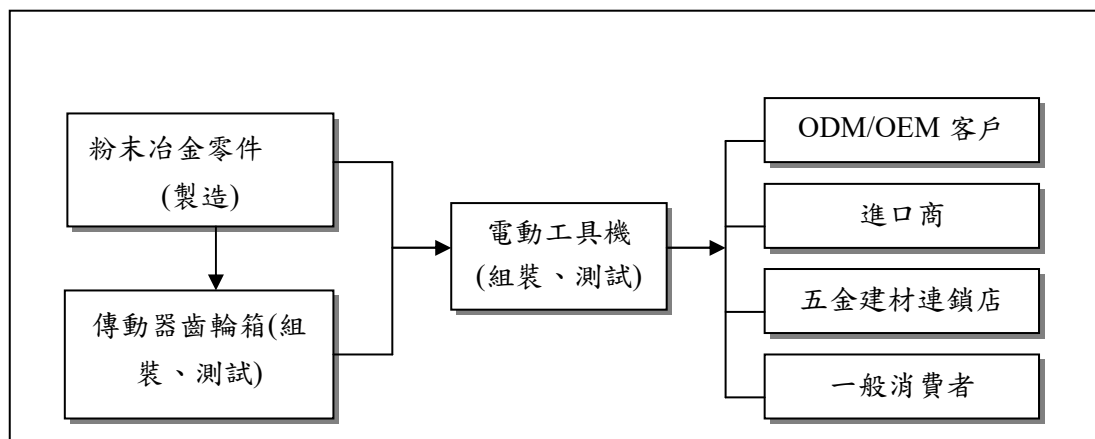 粉末冶金零件
(製造)
傳動器齒輪箱(組
裝、測試)
電動工具機
(組裝、測試)
ODM/OEM 客戶
進口商
五金建材連鎖店
一般消費者